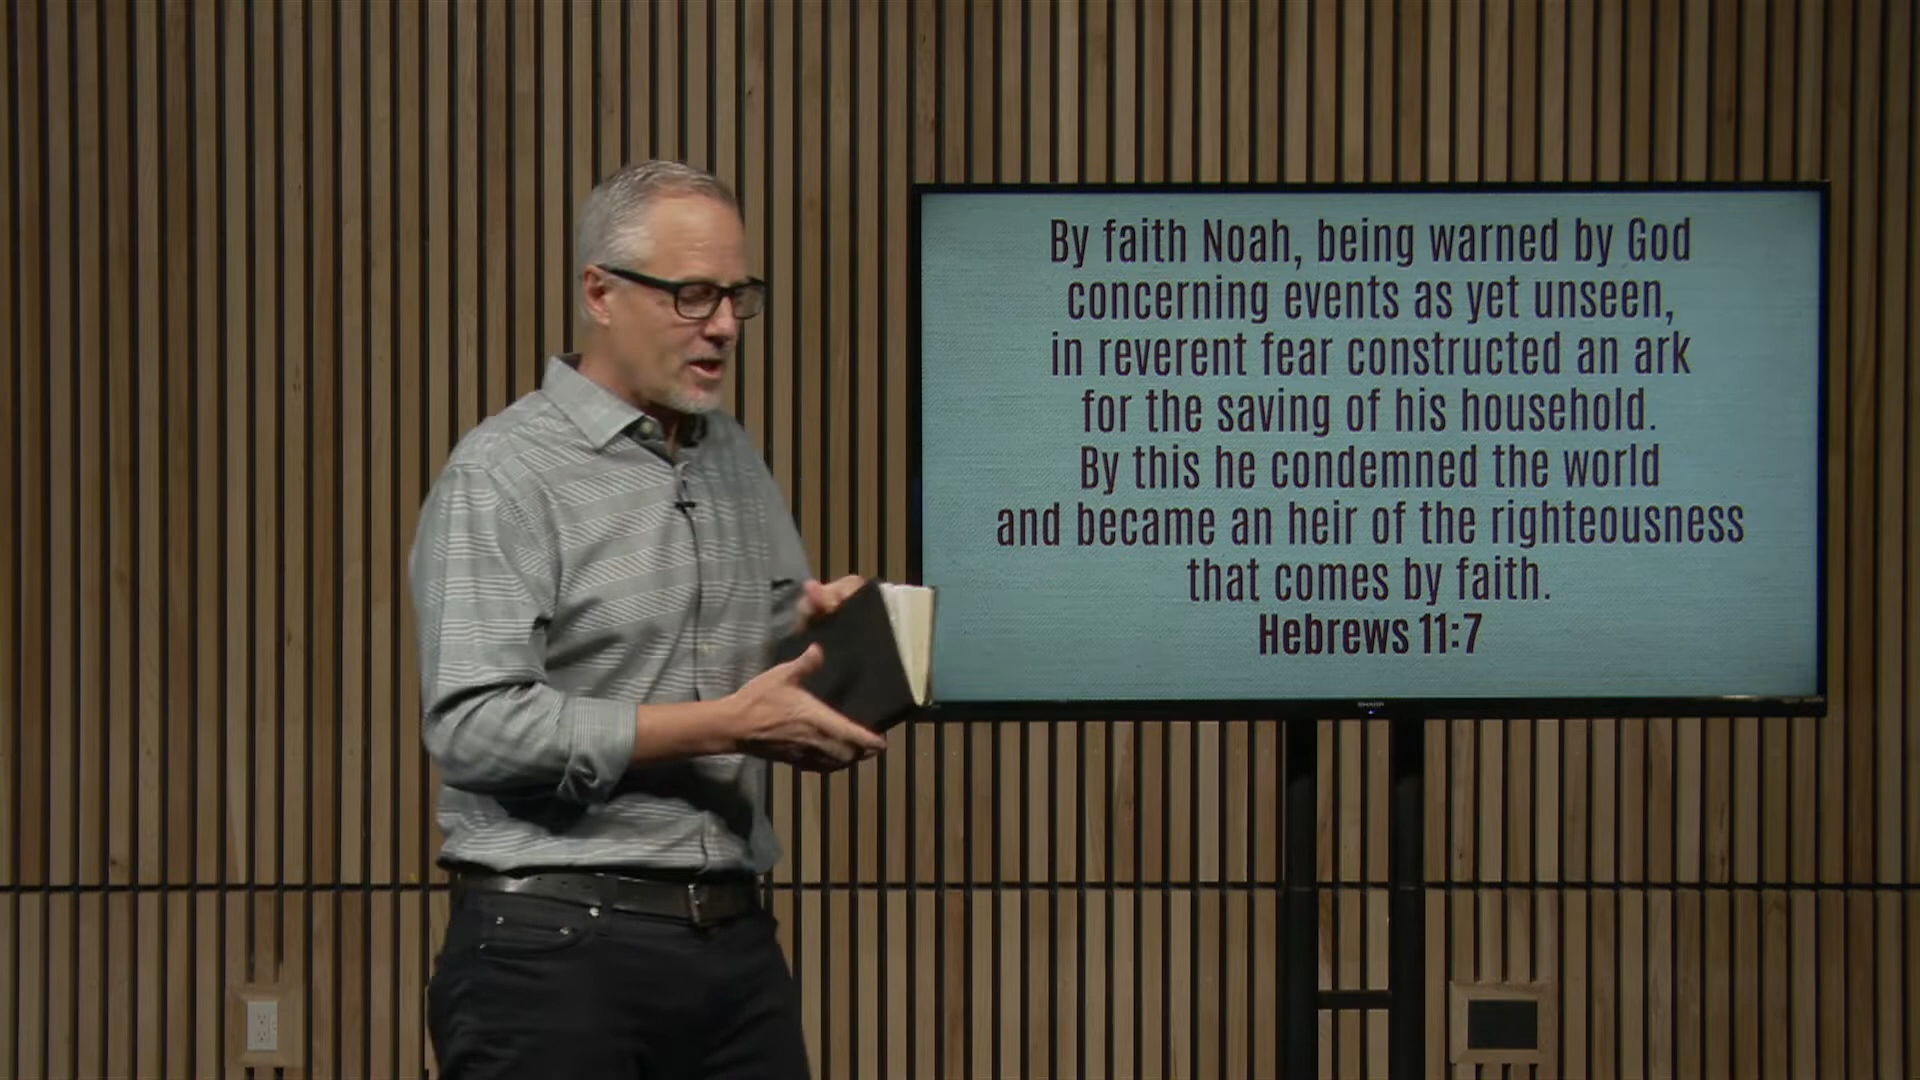 By faith Noah, being warned by God
concerning events as yet unseen,
in reverent fear constructed an ark
for the saving of his household.
By this he condemned the world
and became an heir of the righteousness
that comes by faith.
Hebrews 11:7
SHARP